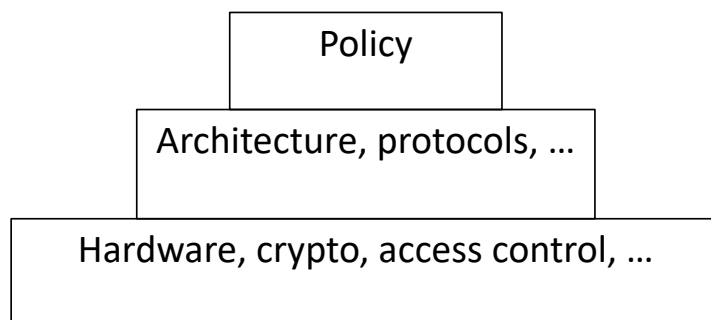 Policy
Architecture, protocols, …
Hardware, crypto, access control, …